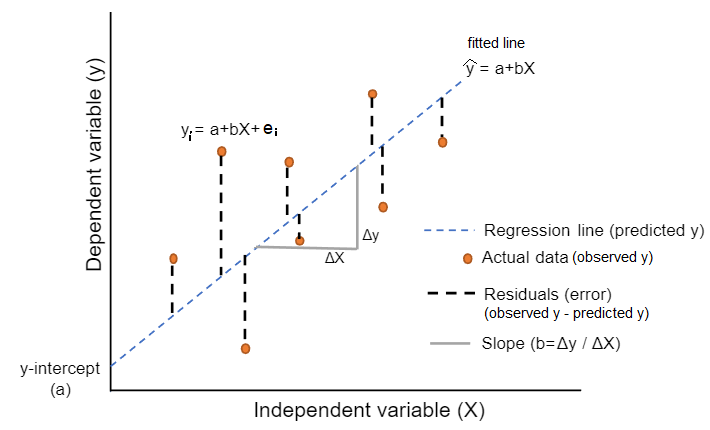 fitted line
ŷ = a+bX
yi = a+bX+ei
Dependent variable (y)
Δy
ΔX
Regression line (predicted y)
Actual data (observed y)
Residuals (error)
(observed y - predicted y)
Slope (b=Δy / ΔX)
y-intercept
(a)
Independent variable (X)